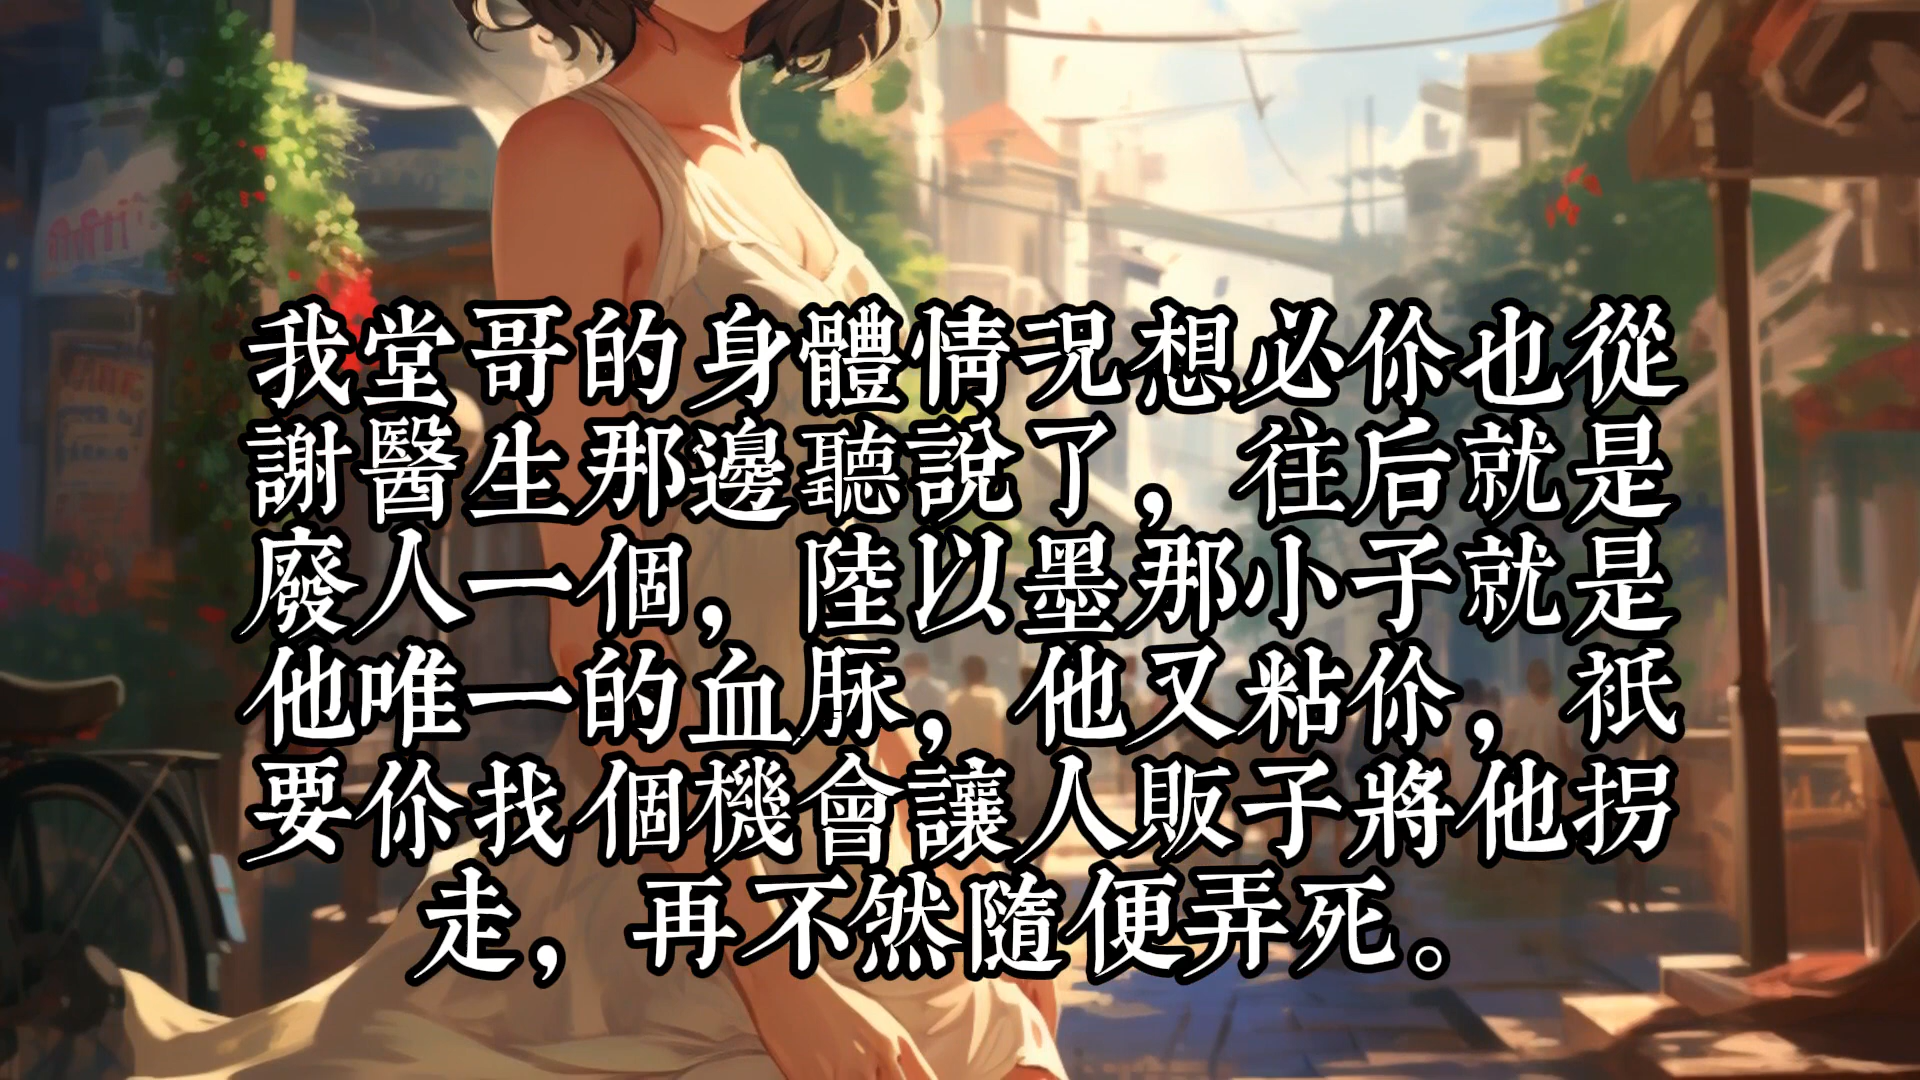 我堂哥的身體情況想必你也從
謝醫生那邊聽說了，往后就是
廢人一個，陸以墨那小子就是
他唯一的血脉，他又粘你，祇
要你找個機會讓人販子將他拐
走，再不然隨便弄死。